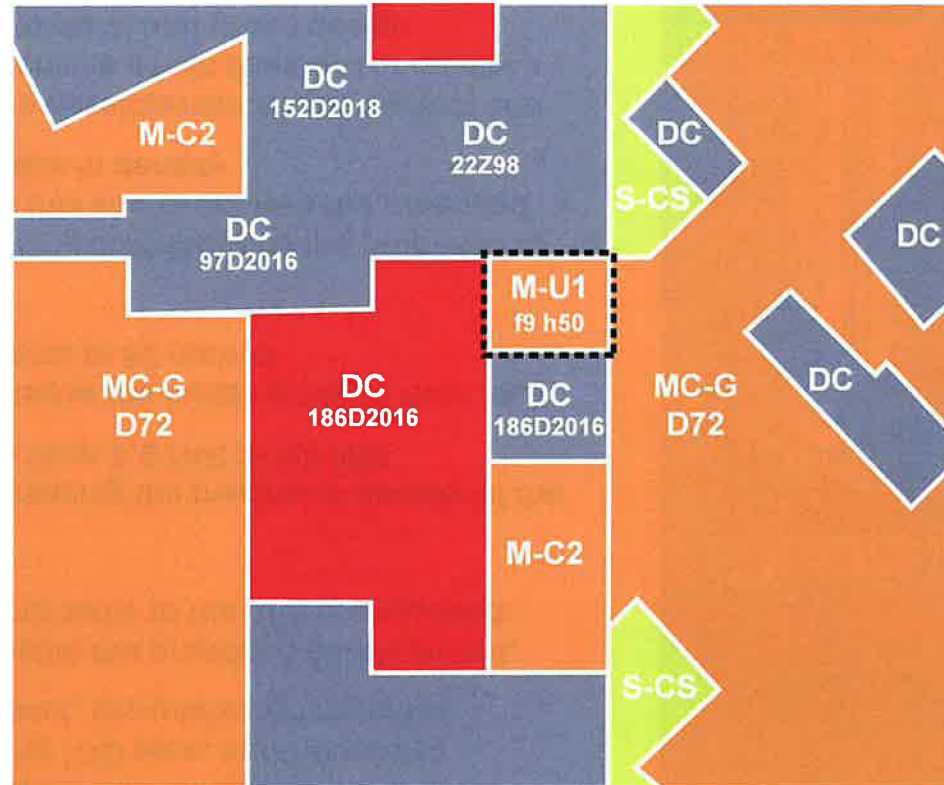 DC
152D2018
M-C2
DC
22Z98
DC
S-CS
DC
97D2016
DC
M-U1
f9 h50
MC-G
D72
DC
186D2016
DC
186D2016
MC-G
D72
DC
M-C2
S-CS